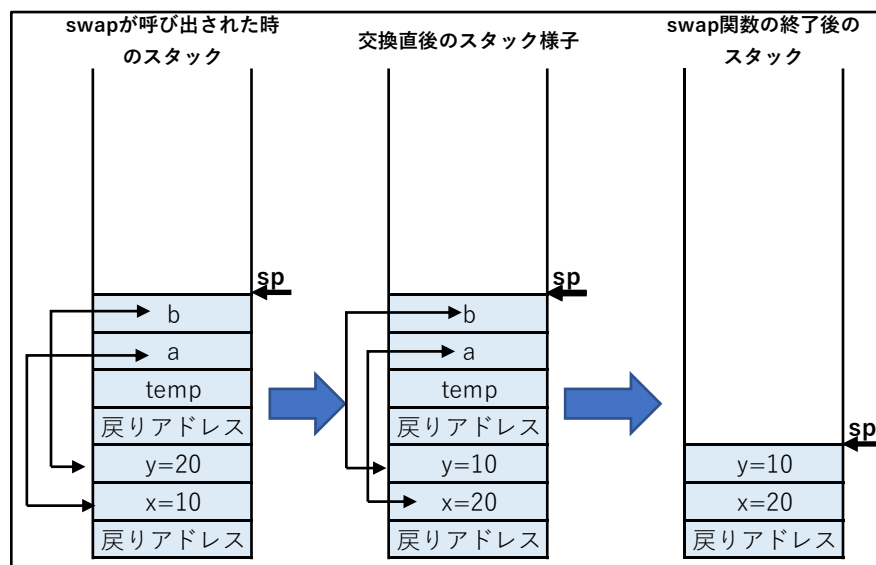 swapが呼び出された時
のスタック
sp
b
a
temp
戻りアドレス
y=20
x=10
戻りアドレス
交換直後のスタック様子
sp
b
a
temp
戻りアドレス
y=10
x=20
戻りアドレス
swap関数の終了後の
スタック
sp
y=10
x=20
戻りアドレス